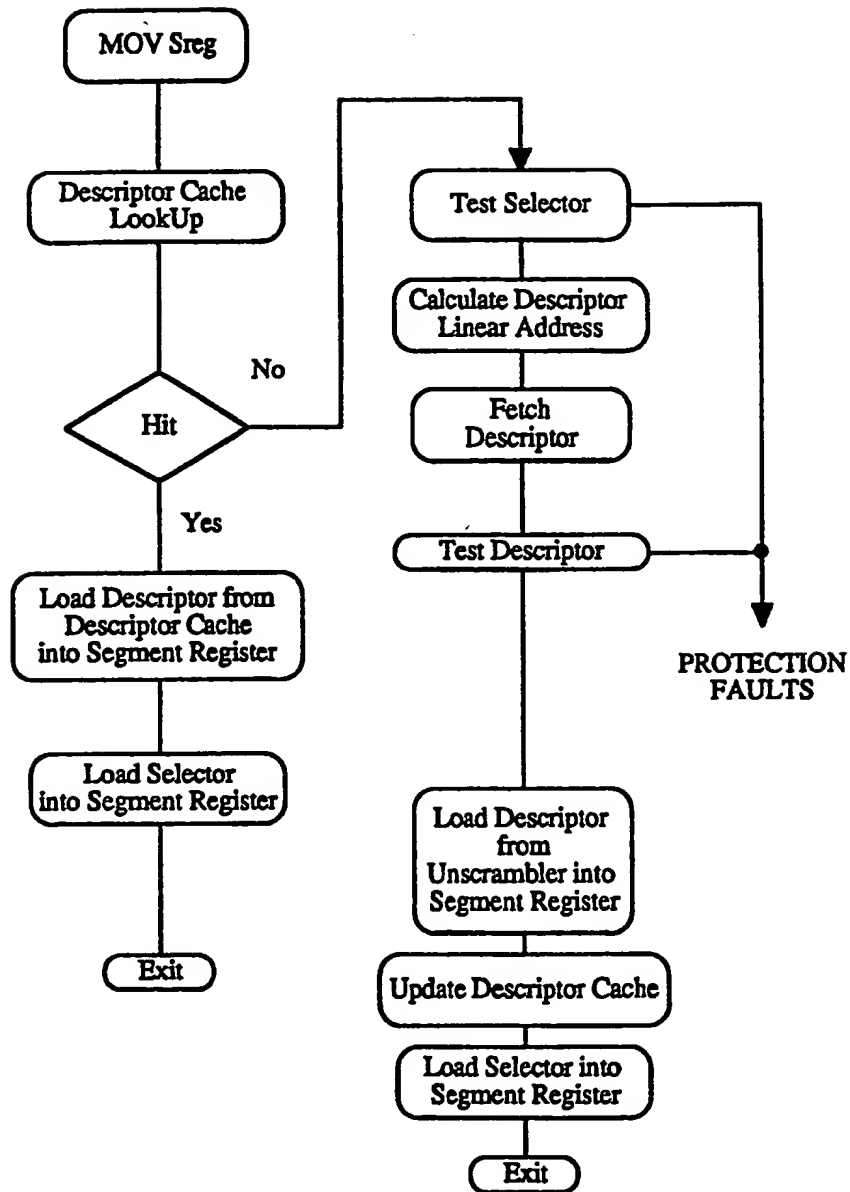 MOV Sreg
Descriptor Cache
LookUp
Hit
No
Yes
Load Descriptor from
Descriptor Cache
into Segment Register
Load Selector
into Segment Register
Exit
Test Selector
Calculate Descriptor
Linear Address
Fetch
Descriptor
Test Descriptor
PROTECTION
FAULTS
Load Descriptor
from
Unscrambler into
Segment Register
Update Descriptor Cache
Load Selector into
Segment Register
Exit